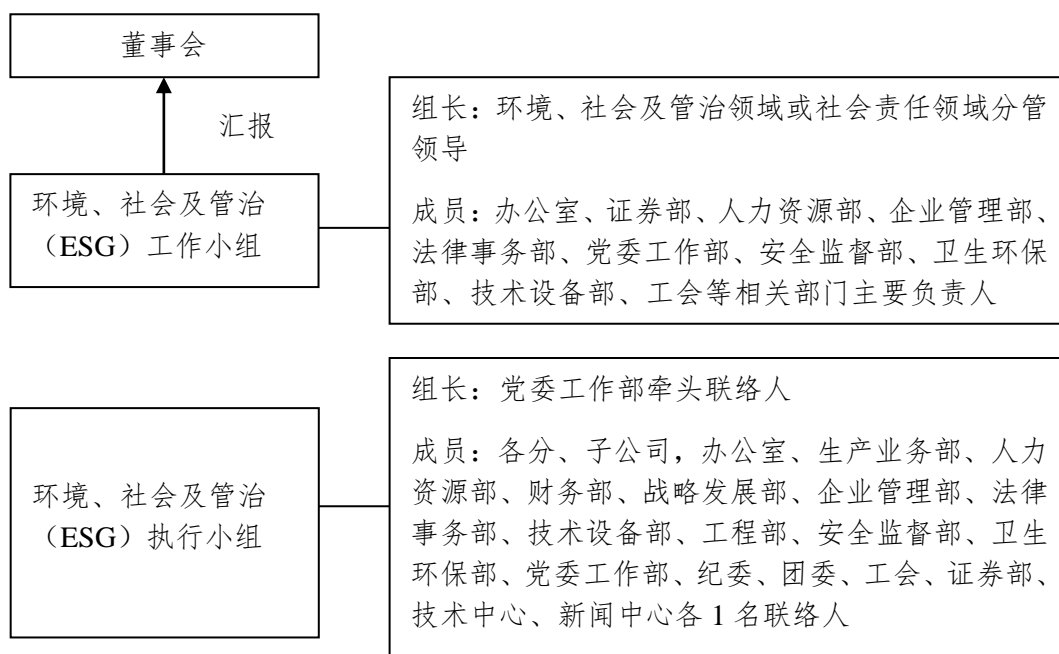 董事会
汇报
环境、社会及管治
（ESG）工作小组
组长：环境、社会及管治领域或社会责任领域分管
领导
成员：办公室、证券部、人力资源部、企业管理部、
法律事务部、党委工作部、安全监督部、卫生环保
部、技术设备部、工会等相关部门主要负责人
环境、社会及管治
（ESG）执行小组
组长：党委工作部牵头联络人
成员：各分、子公司，办公室、生产业务部、人力
资源部、财务部、战略发展部、企业管理部、法律
事务部、技术设备部、工程部、安全监督部、卫生
环保部、党委工作部、纪委、团委、工会、证券部、
技术中心、新闻中心各 1 名联络人